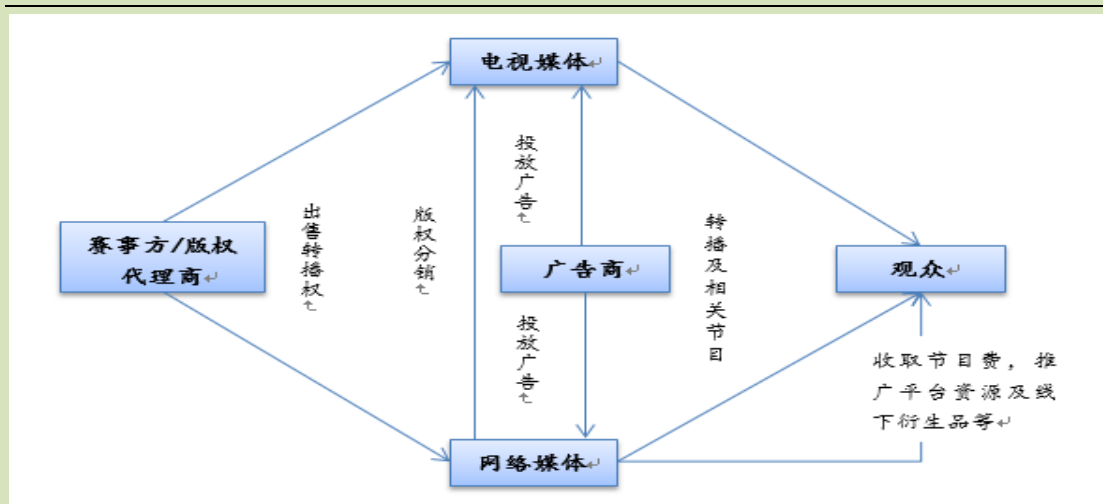 电视媒体
投放广告
出售转播权
版权分销
转播及相关节目
赛事方/版权
代理商
广告商
观众
投放广告
收取节目费，推
广平台资源及线
下衍生品等
网络媒体